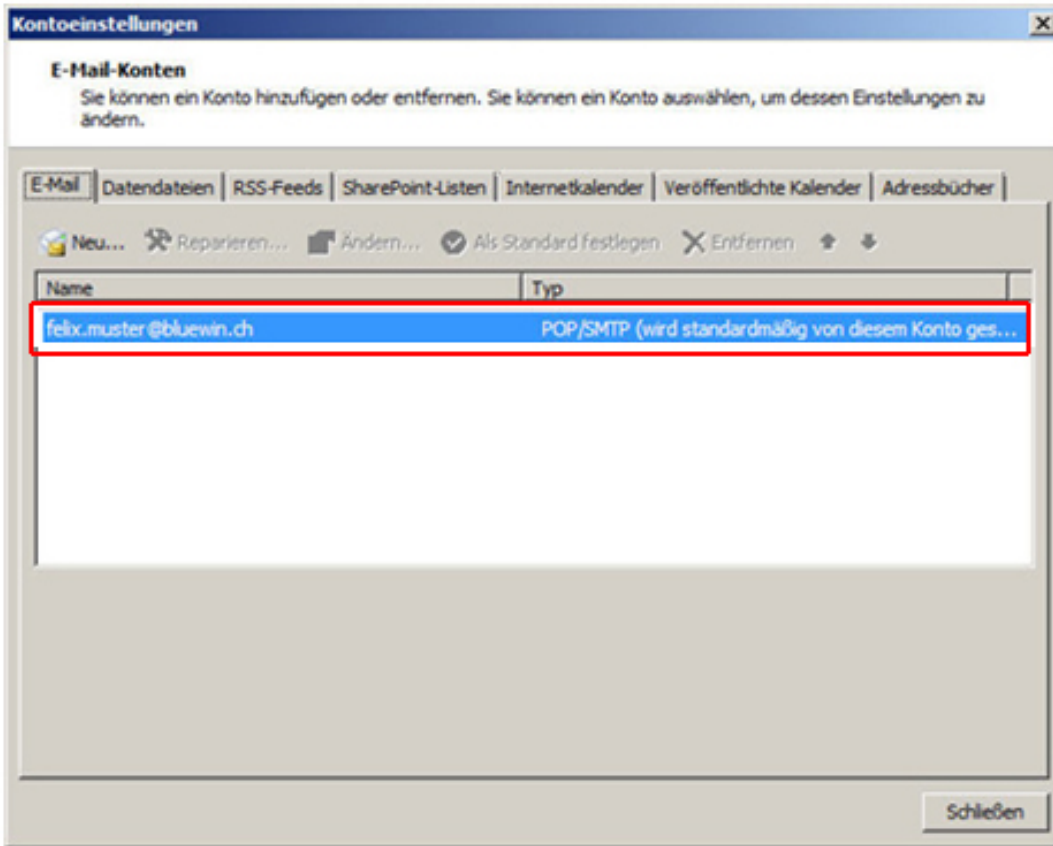 Kontoeinstellungen
E-Mail-Konten
Sie können ein Konto hinzufügen oder entfernen. Sie können ein Konto auswählen, um dessen Einstellungen zu
ändern.
E-Mail Datendateien RSS-Feeds SharePoint-Listen Internetkalender Veröffentlichte Kalender Adressbücher
Neu... Reparieren... Ändern... Als Standard festlegen Entfernen
Name Typ
felix.muster@bluewin.ch POP/SMTP (wird standardmäßig von diesem Konto ges...
Schließen